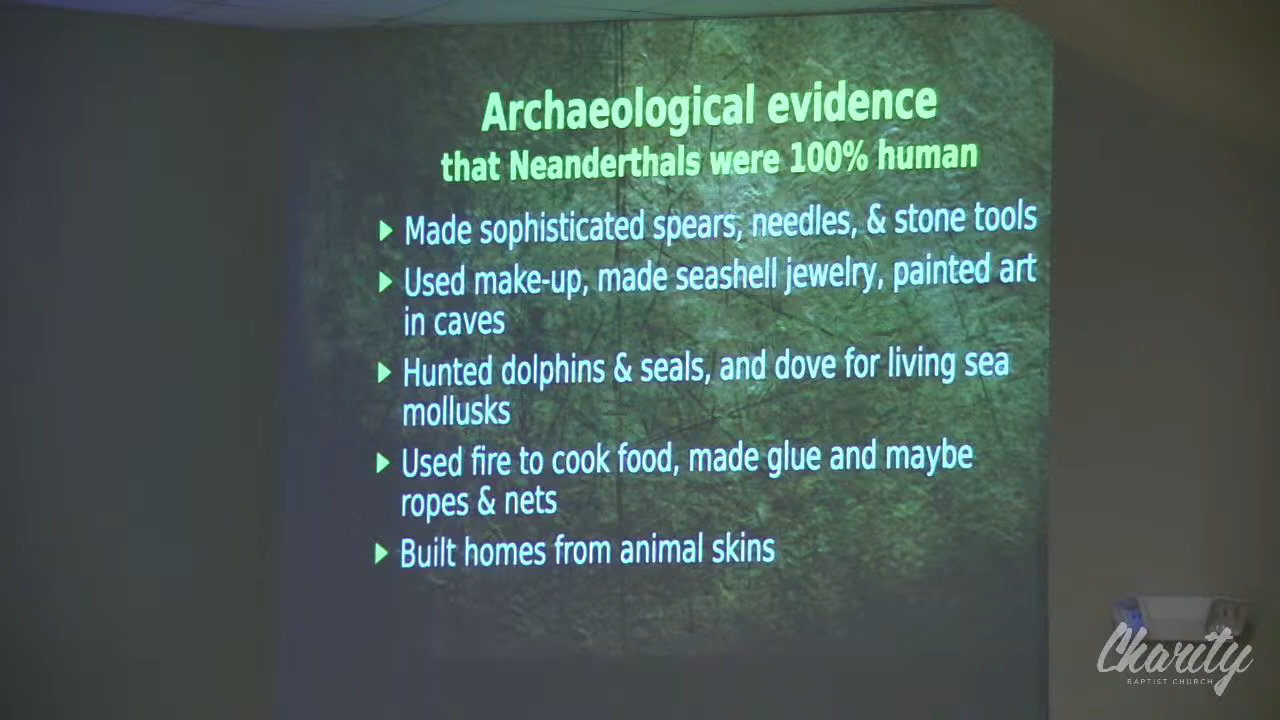 Archaeological evidence
that Neanderthals were 100% human
Made sophisticated spears, needles, & stone tools
Used make-up, made seashell jewelry, painted art
in caves
Hunted dolphins & seals, and dove for living sea
mollusks
Used fire to cook food, made glue and maybe
ropes & nets
Built homes from animal skins
Charity
BAPTIST CHURCH